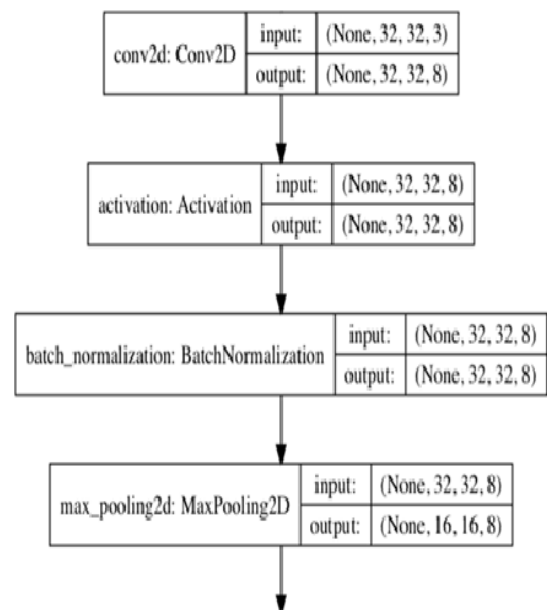 conv2d: Conv2D
input: (None, 32, 32, 3)
output: (None, 32, 32, 8)
activation: Activation
input: (None, 32, 32, 8)
output: (None, 32, 32, 8)
batch_normalization: BatchNormalization
input: (None, 32, 32, 8)
output: (None, 32, 32, 8)
max_pooling2d: MaxPooling2D
input: (None, 32, 32, 8)
output: (None, 16, 16, 8)